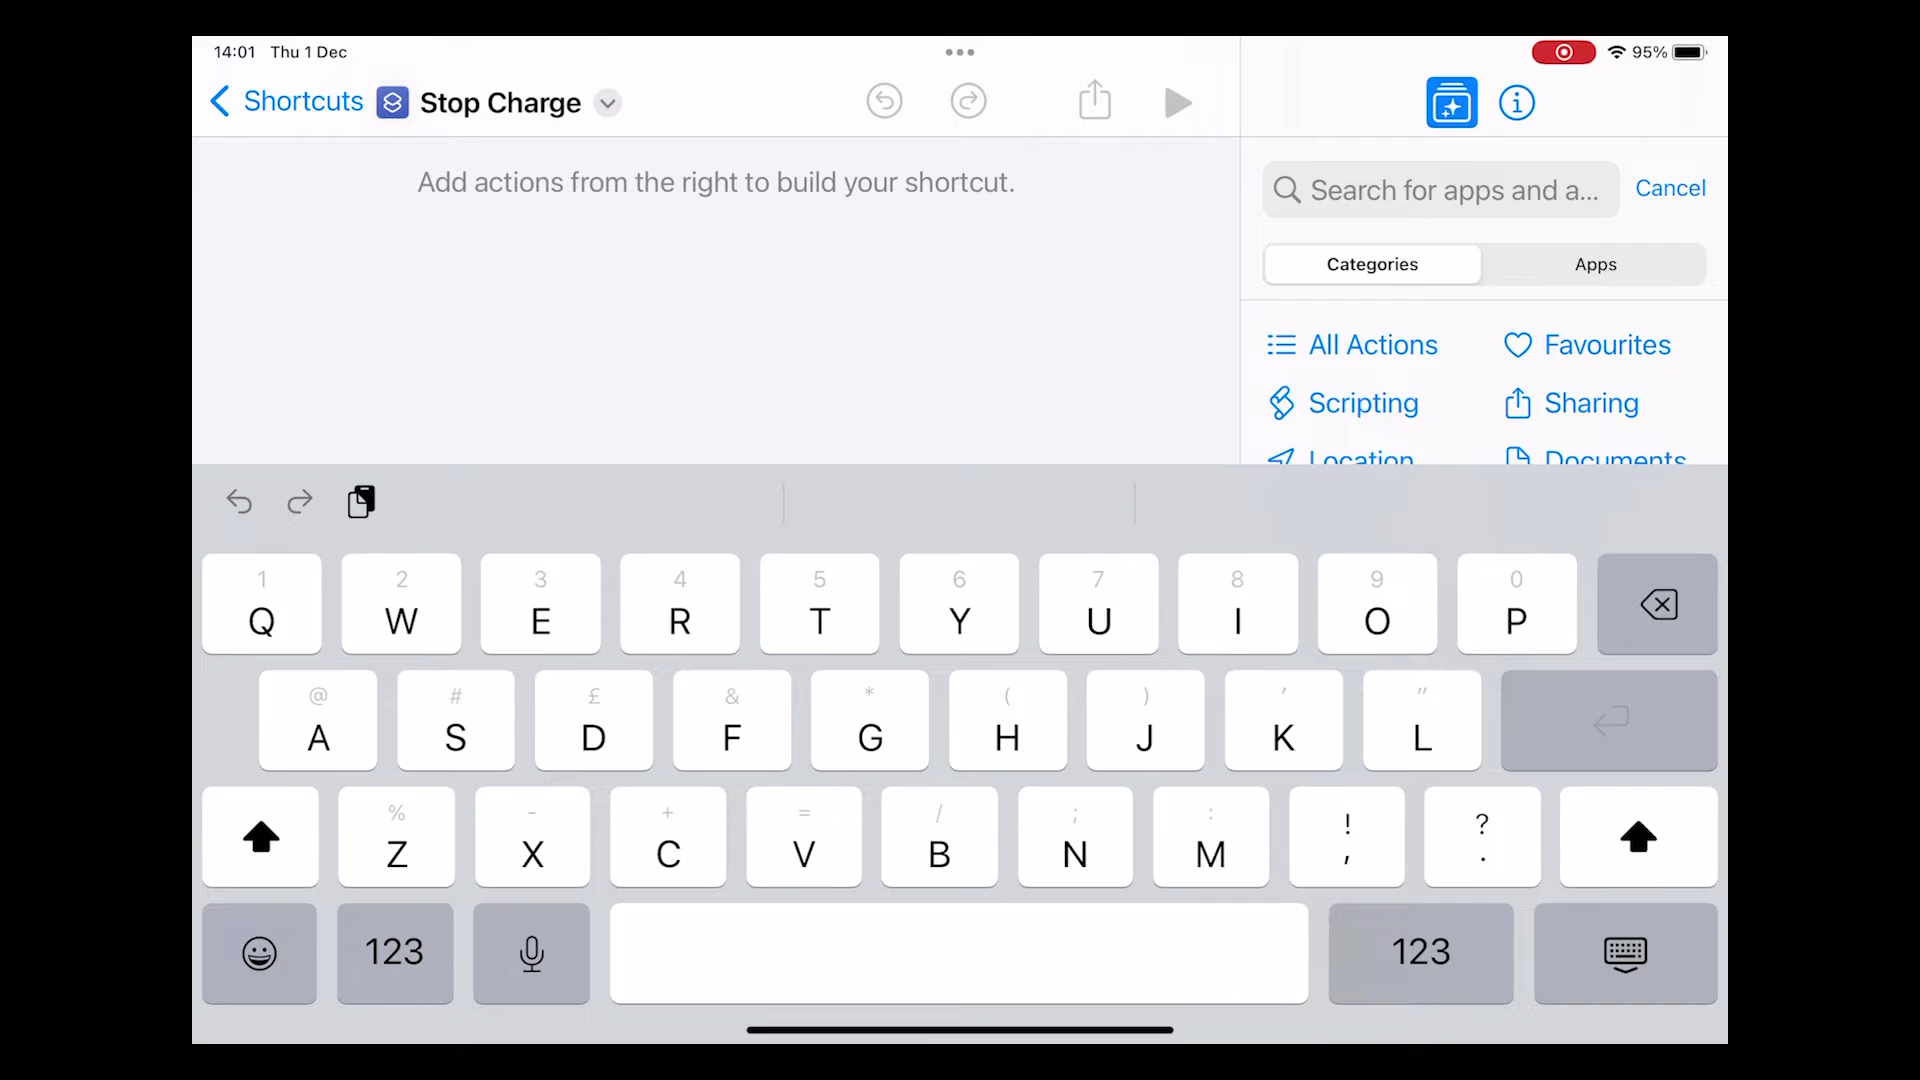 14:01 Thu 1 Dec
95%
Shortcuts Stop Charge
Add actions from the right to build your shortcut.
Search for apps and a... Cancel
Categories Apps
All Actions Favourites
Scripting Sharing
Location Documents
1 2 3 4 5 6 7 8 9 0
Q W E R T Y U I O P
@ # £ & * ( ) ' "
A S D F G H J K L
% - + = / ; : ! ?
Z X C V B N M , .
123 123